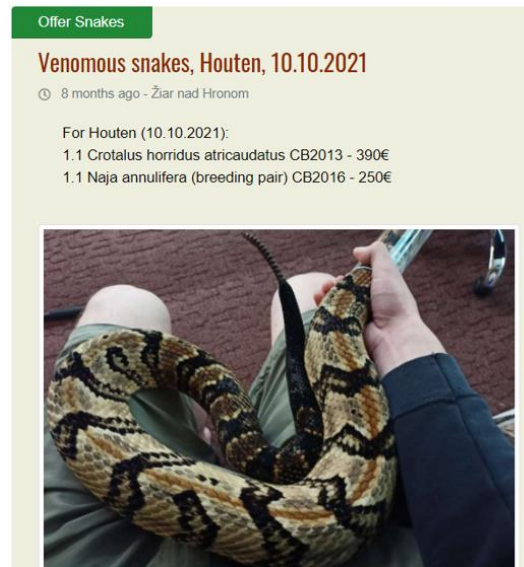 Offer Snakes
Venomous snakes, Houten, 10.10.2021
8 months ago - Žiar nad Hronom
For Houten (10.10.2021):
1.1 Crotalus horridus atricaudatus CB2013 - 390€
1.1 Naja annulifera (breeding pair) CB2016 - 250€